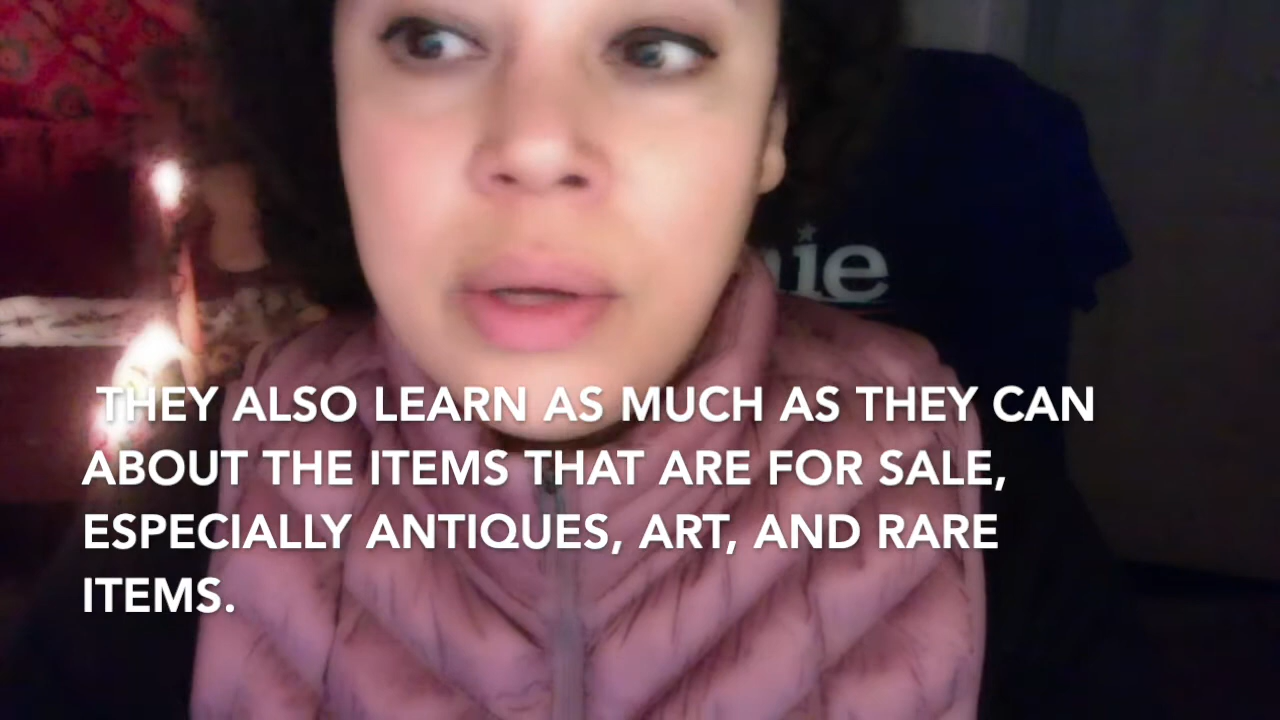 ie
THEY ALSO LEARN AS MUCH AS THEY CAN
ABOUT THE ITEMS THAT ARE FOR SALE,
ESPECIALLY ANTIQUES, ART, AND RARE
ITEMS.